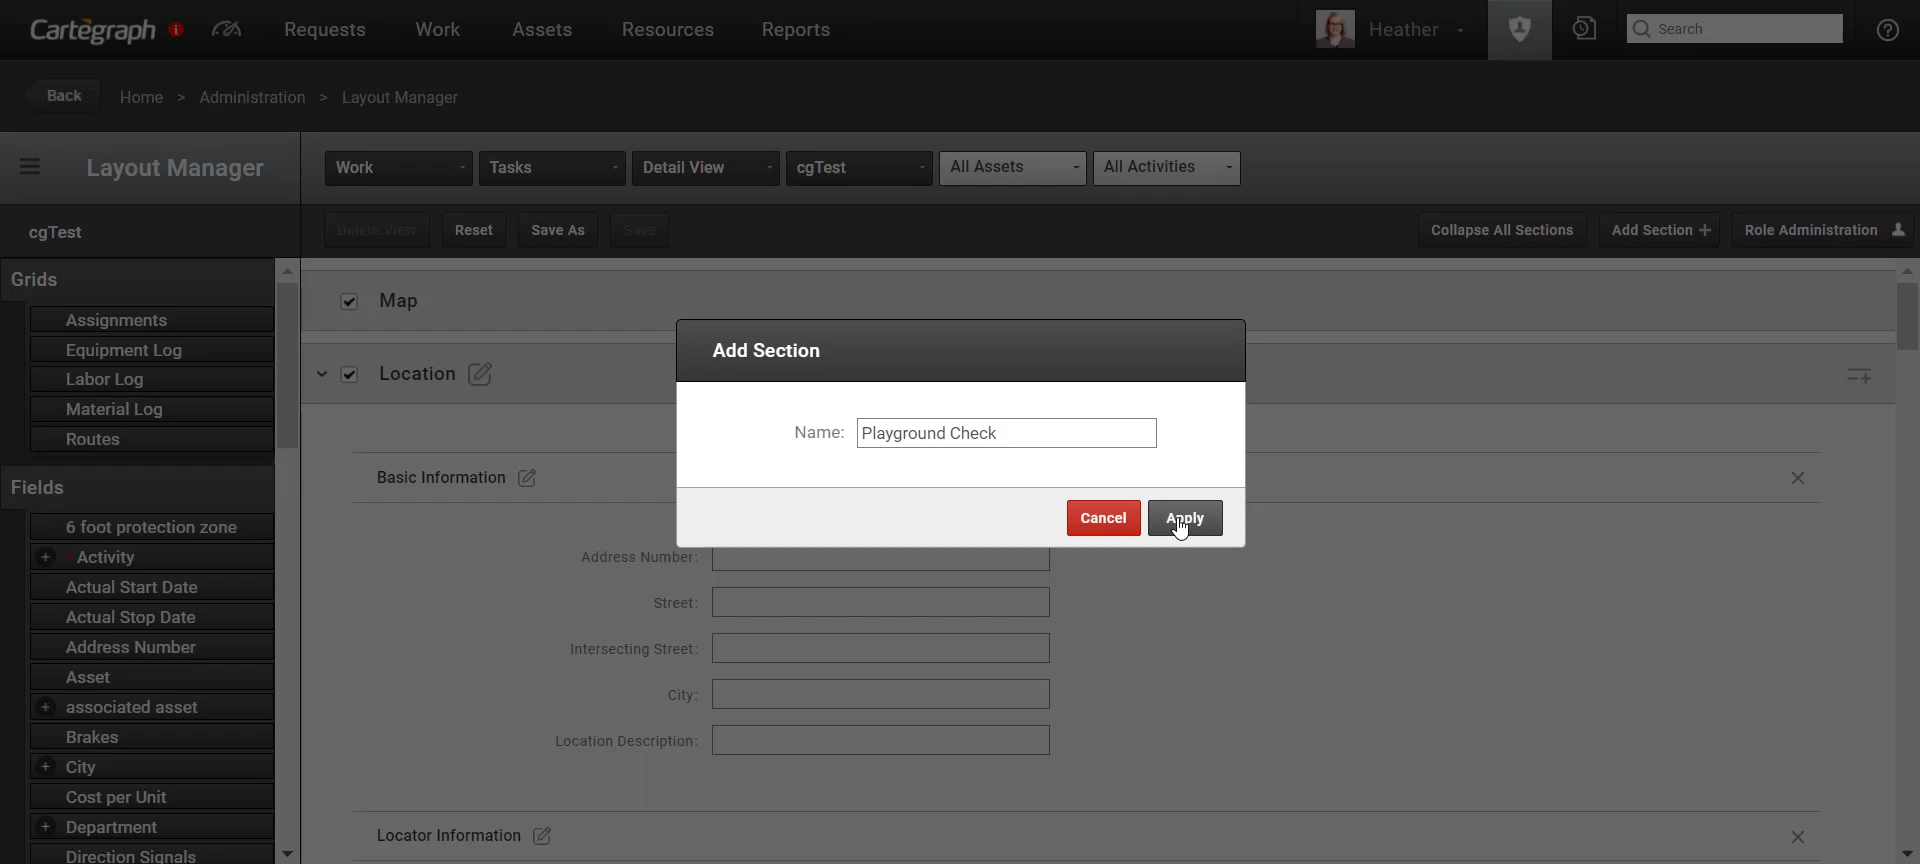 Cartegraph
Requests
Work
Assets
Resources
Reports
Heather
Search
Back
Home > Administration > Layout Manager
Layout Manager
Work
Tasks
Detail View
cgTest
All Assets
All Activities
cgTest
Delete View
Reset
Save As
Save
Collapse All Sections
Add Section +
Role Administration
Grids
Assignments
Equipment Log
Labor Log
Material Log
Routes
Fields
6 foot protection zone
+ * Activity
Actual Start Date
Actual Stop Date
Address Number
Asset
+ associated asset
Brakes
+ City
Cost per Unit
+ Department
Direction Signals
Map
Location
Basic Information
Address Number:
Street:
Intersecting Street:
City:
Location Description:
Locator Information
Add Section
Name: Playground Check
Cancel
Apply